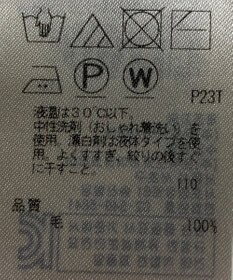 P W
P23T
液温は30℃以下。
中性洗剤(おしゃれ着洗い)を
使用。漂白剤は液体タイプを使
用。よくすすぎ、絞りの後すぐ
に干すこと。
110
品質
毛 100%